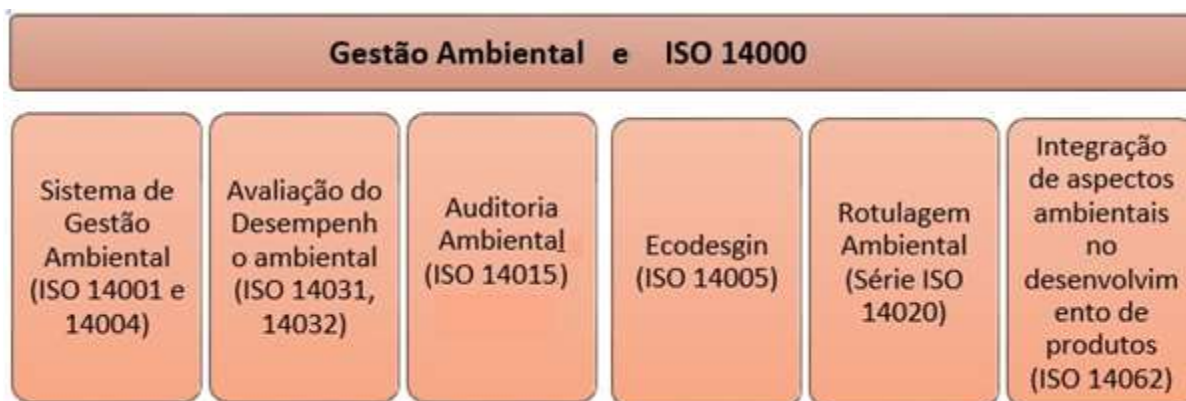 Gestão Ambiental e ISO 14000
Sistema de
Gestão
Ambiental
(ISO 14001 e
14004)
Avaliação do
Desempenh
o ambiental
(ISO 14031,
14032)
Auditoria
Ambiental
(ISO 14015)
Ecodesgin
(ISO 14005)
Rotulagem
Ambiental
(Série ISO
14020)
Integração
de aspectos
ambientais
no
desenvolvim
ento de
produtos
(ISO 14062)